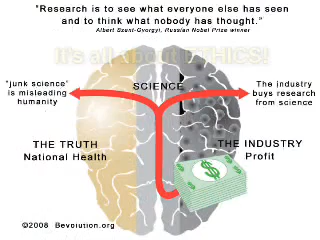 "Research is to see what everyone else has seen
and to think what nobody has thought."
Albert Szent-Gyorgyi, Russian Nobel Prize winner
It's all about ETHICS!
SCIENCE
"junk science"
is misleading
humanity
The industry
buys research
from science
THE TRUTH
National Health
THE INDUSTRY
Profit
$
©2008 Bevolution.org